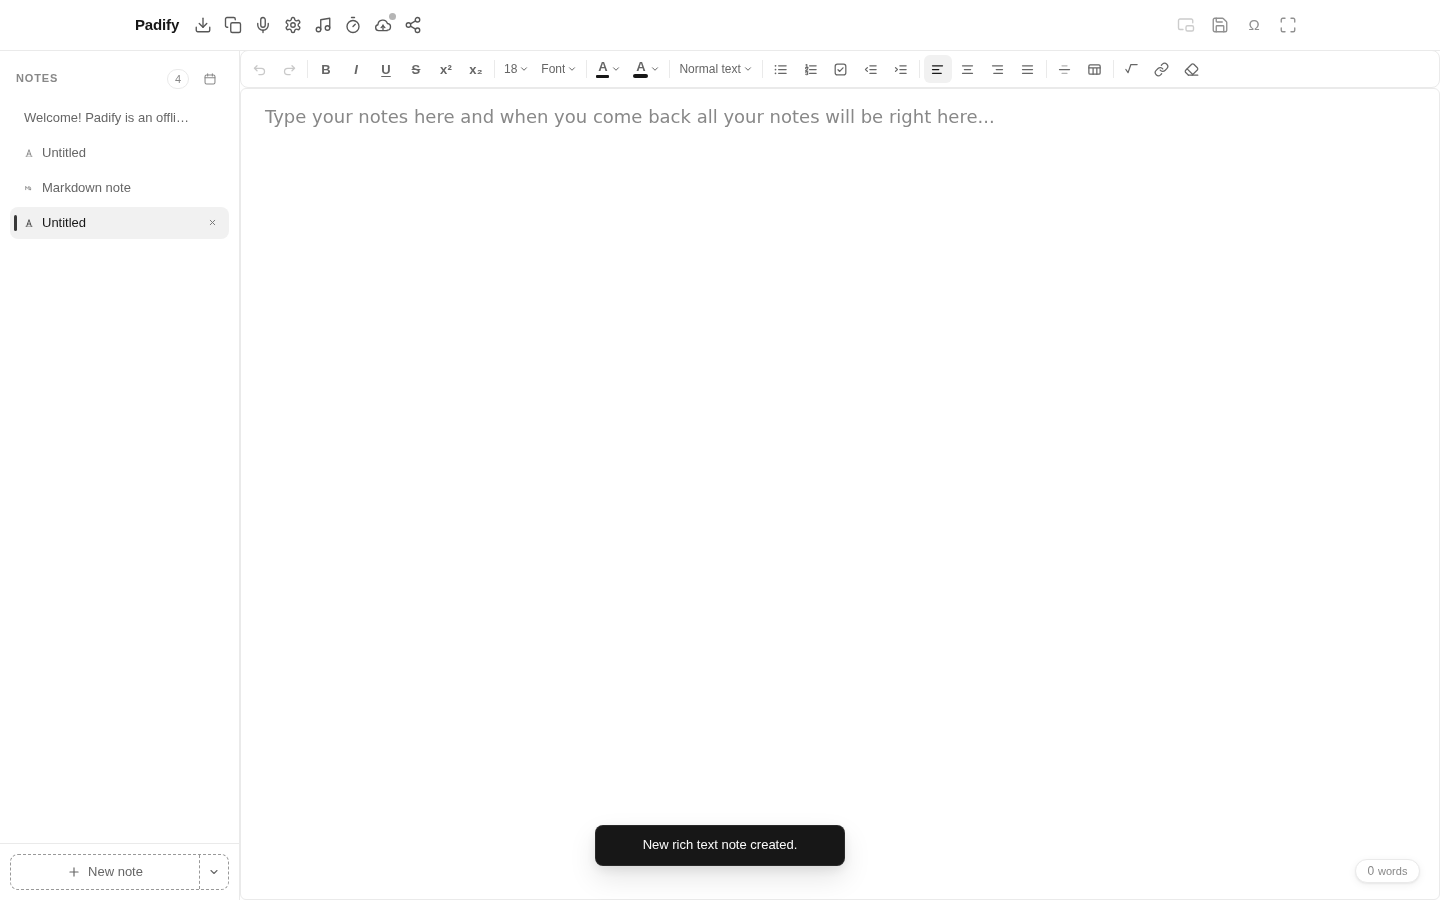 Padify
Ω
NOTES
4
Welcome! Padify is an offli…
Untitled
Markdown note
Untitled
New note
B I U S x² x₂ 18 Font A A Normal text
Type your notes here and when you come back all your notes will be right here...
New rich text note created.
0 words